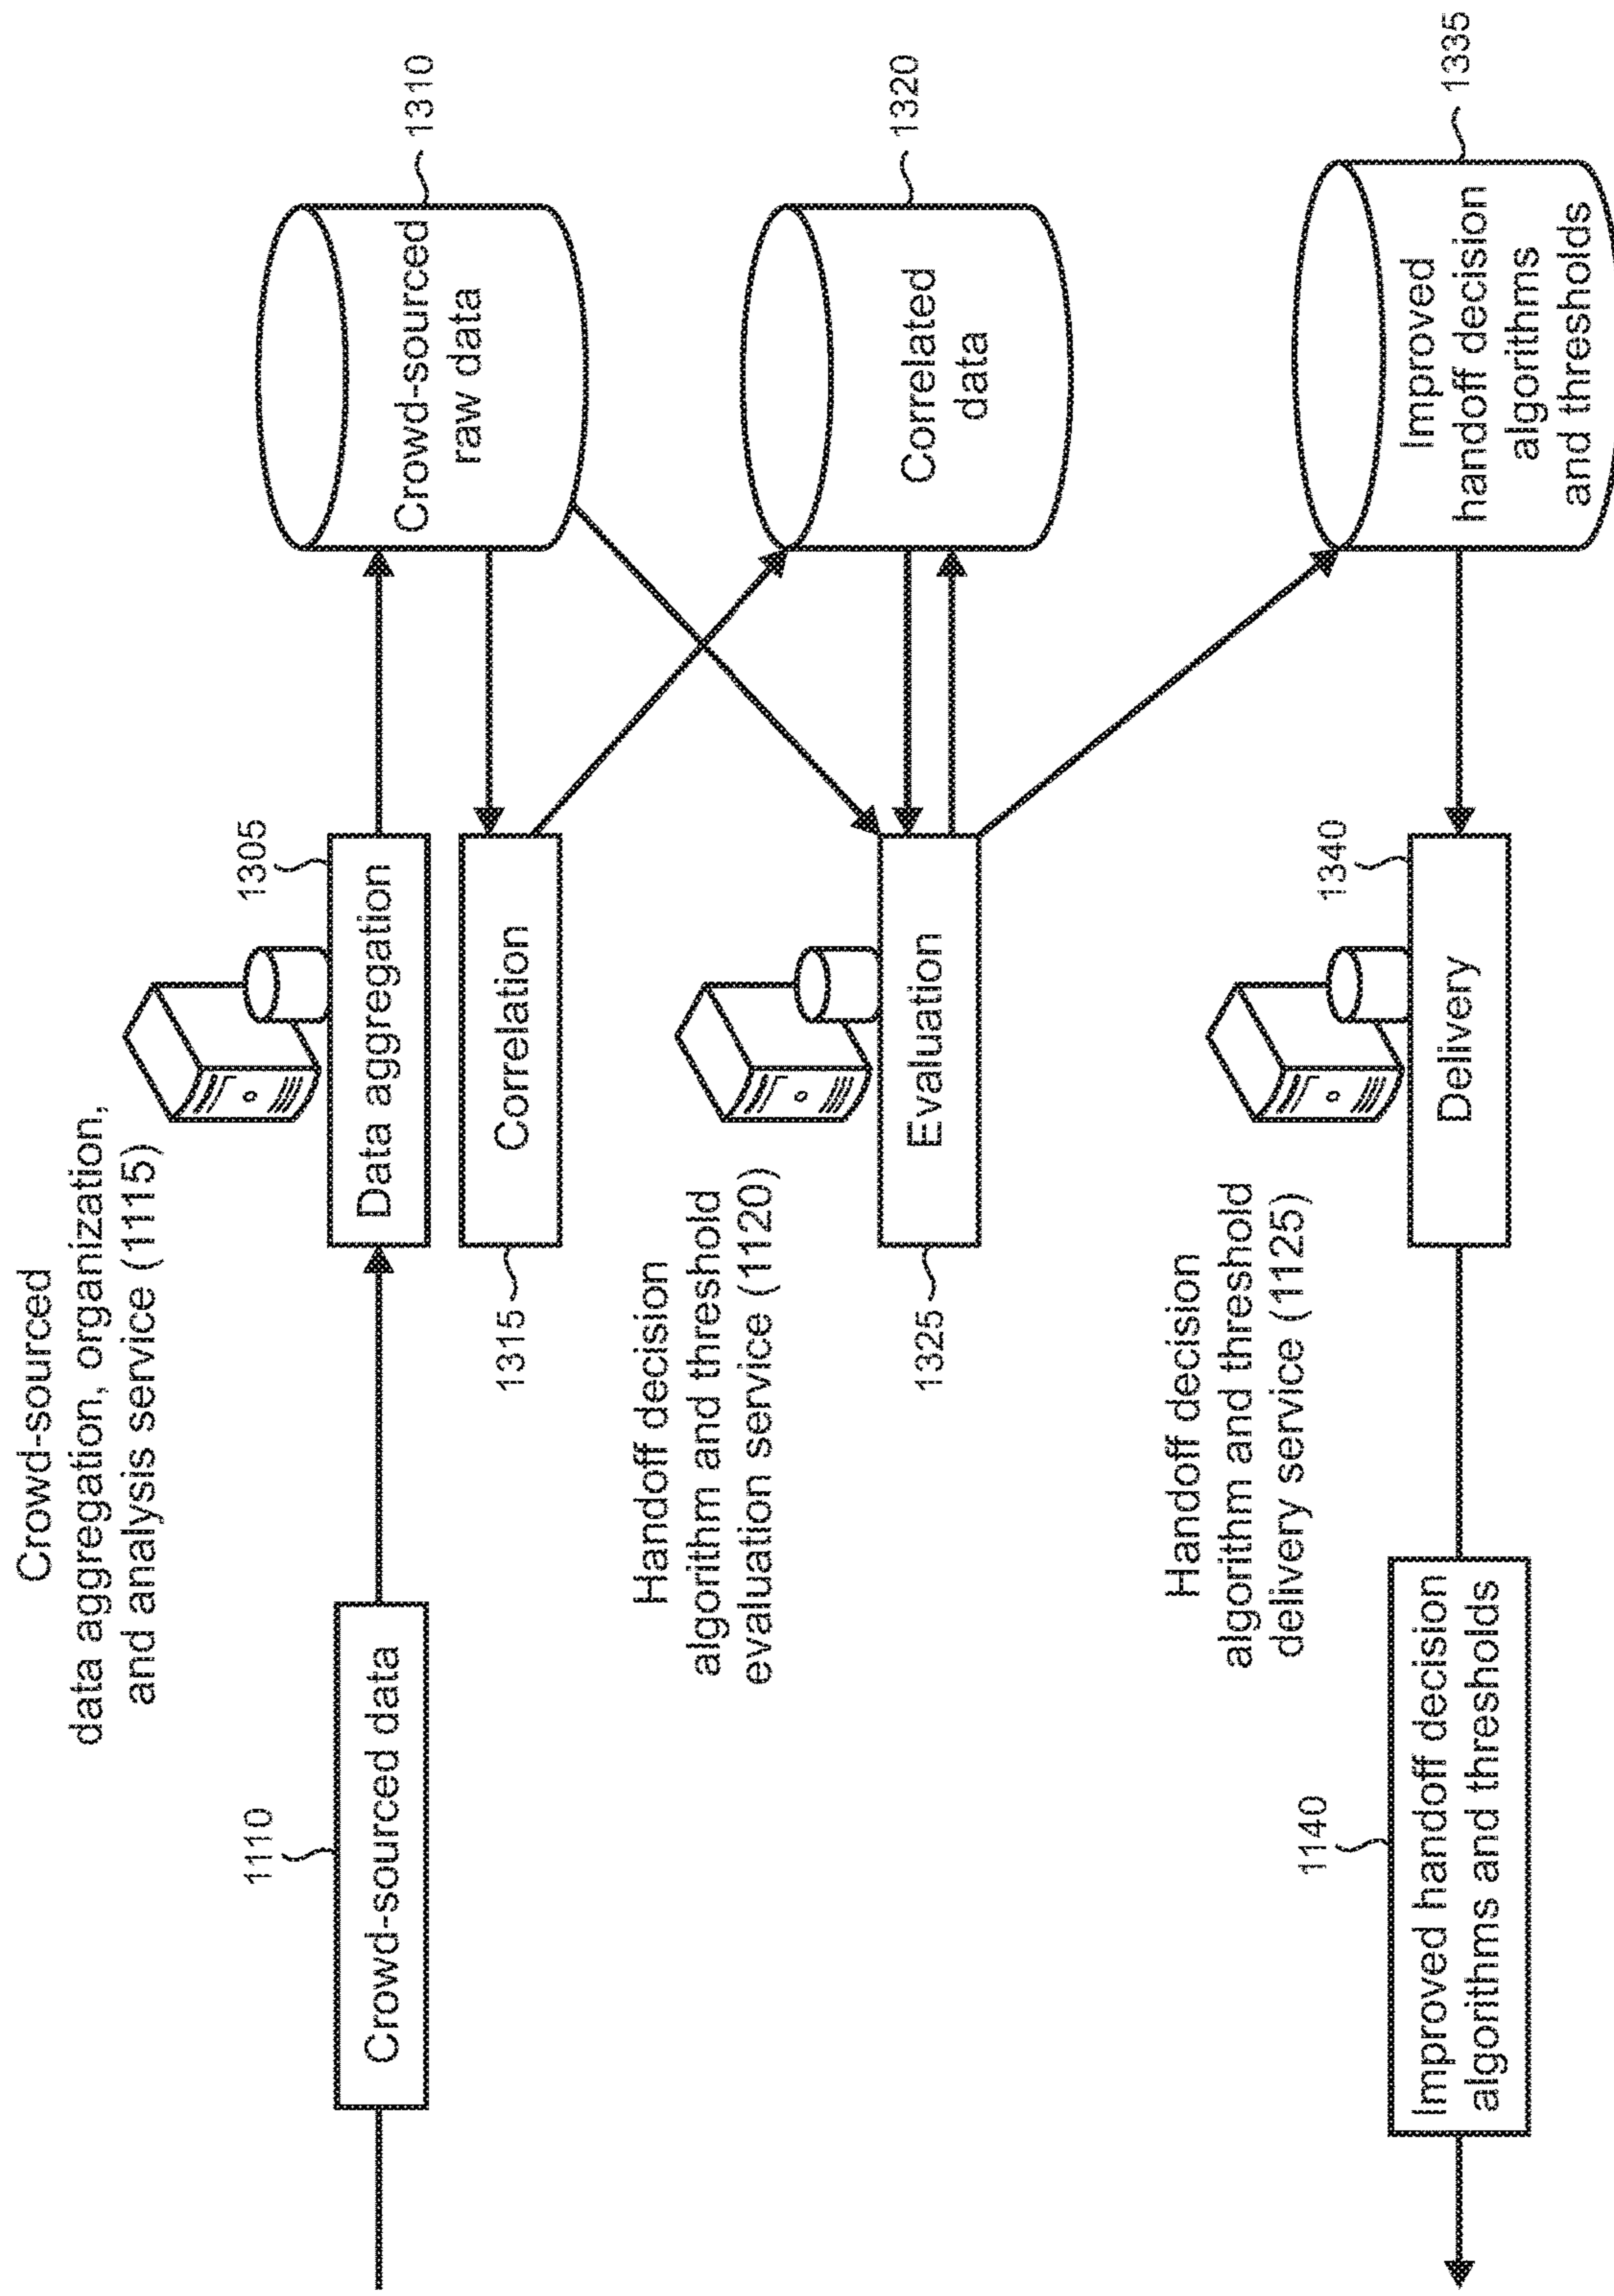 Crowd-sourced
data aggregation, organization,
and analysis service (1115)
1110
Crowd-sourced data
1305
Data aggregation
Crowd-sourced
raw data
1310
Correlation
1315
Handoff decision
algorithm and threshold
evaluation service (1120)
Evaluation
1325
Correlated
data
1320
Handoff decision
algorithm and threshold
delivery service (1125)
1140
Improved handoff decision
algorithms and thresholds
1340
Delivery
Improved
handoff decision
algorithms
and thresholds
1335